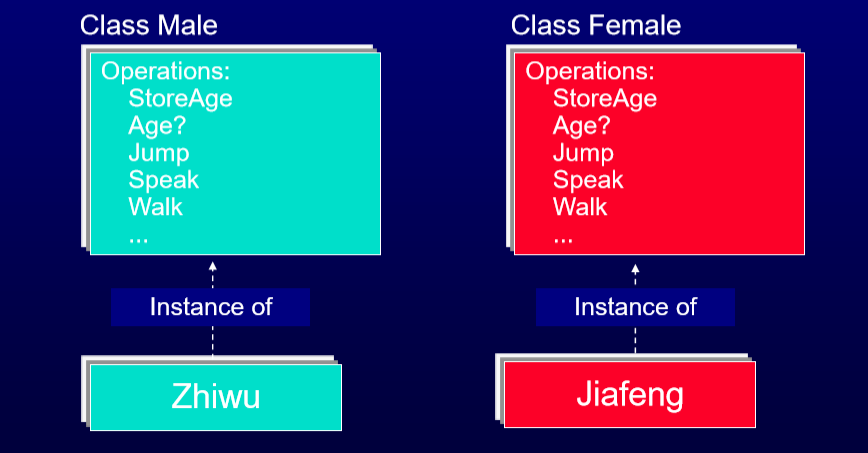 Class Male
Operations:
StoreAge
Age?
Jump
Speak
Walk
...
Instance of
Zhiwu
Class Female
Operations:
StoreAge
Age?
Jump
Speak
Walk
...
Instance of
Jiafeng